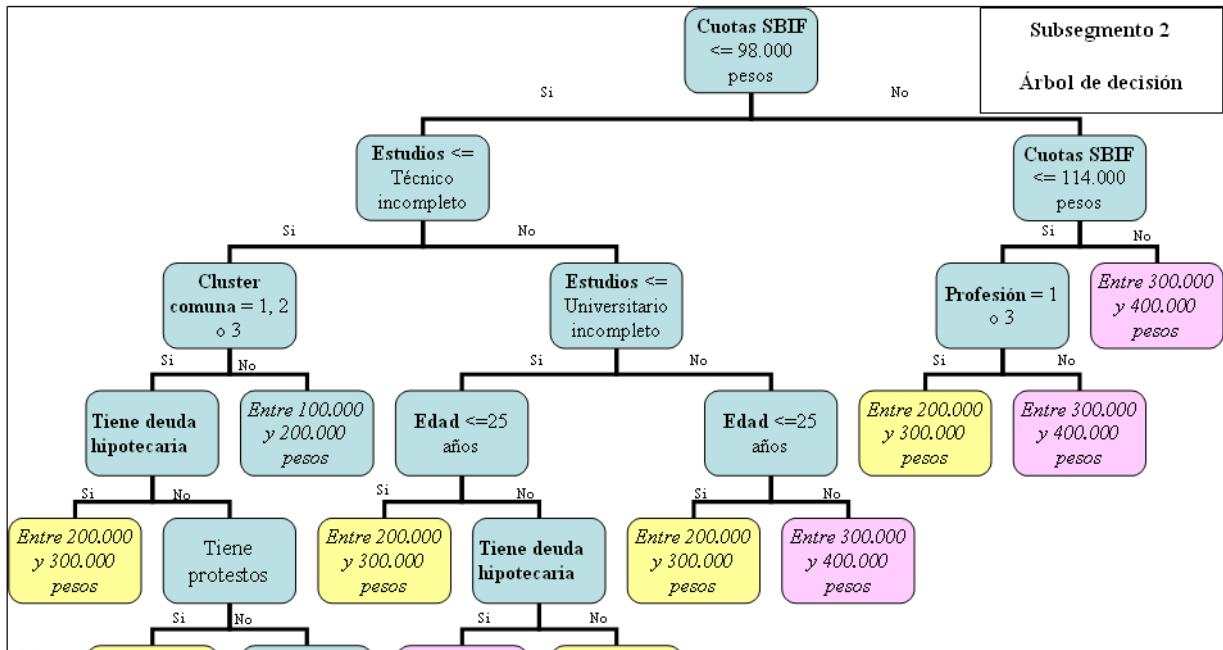 Cuotas SBIF
<= 98.000
pesos
Subsegmento 2
Árbol de decisión
Si
No
Estudios <=
Técnico
incompleto
Cuotas SBIF
<= 114.000
pesos
Si
No
Si
No
Cluster
comuna = 1, 2
o 3
Estudios <=
Universitario
incompleto
Profesión = 1
o 3
Entre 300.000
y 400.000
pesos
Si
No
Si
No
Si
No
Tiene deuda
hipotecaria
Entre 100.000
y 200.000
pesos
Edad <=25
años
Edad <=25
años
Entre 200.000
y 300.000
pesos
Entre 300.000
y 400.000
pesos
Si
No
Si
No
Si
No
Entre 200.000
y 300.000
pesos
Tiene
protestos
Entre 200.000
y 300.000
pesos
Tiene deuda
hipotecaria
Entre 200.000
y 300.000
pesos
Entre 300.000
y 400.000
pesos
Si
No
Si
No